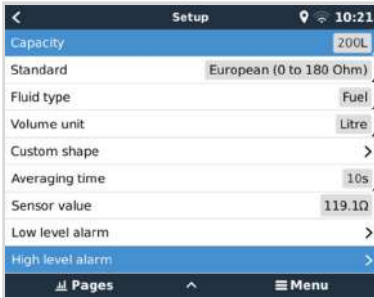 Setup 10:21
Capacity 200L
Standard European (0 to 180 Ohm)
Fluid type Fuel
Volume unit Litre
Custom shape
Averaging time 10s
Sensor value 119.1Ω
Low level alarm
High level alarm
Pages Menu